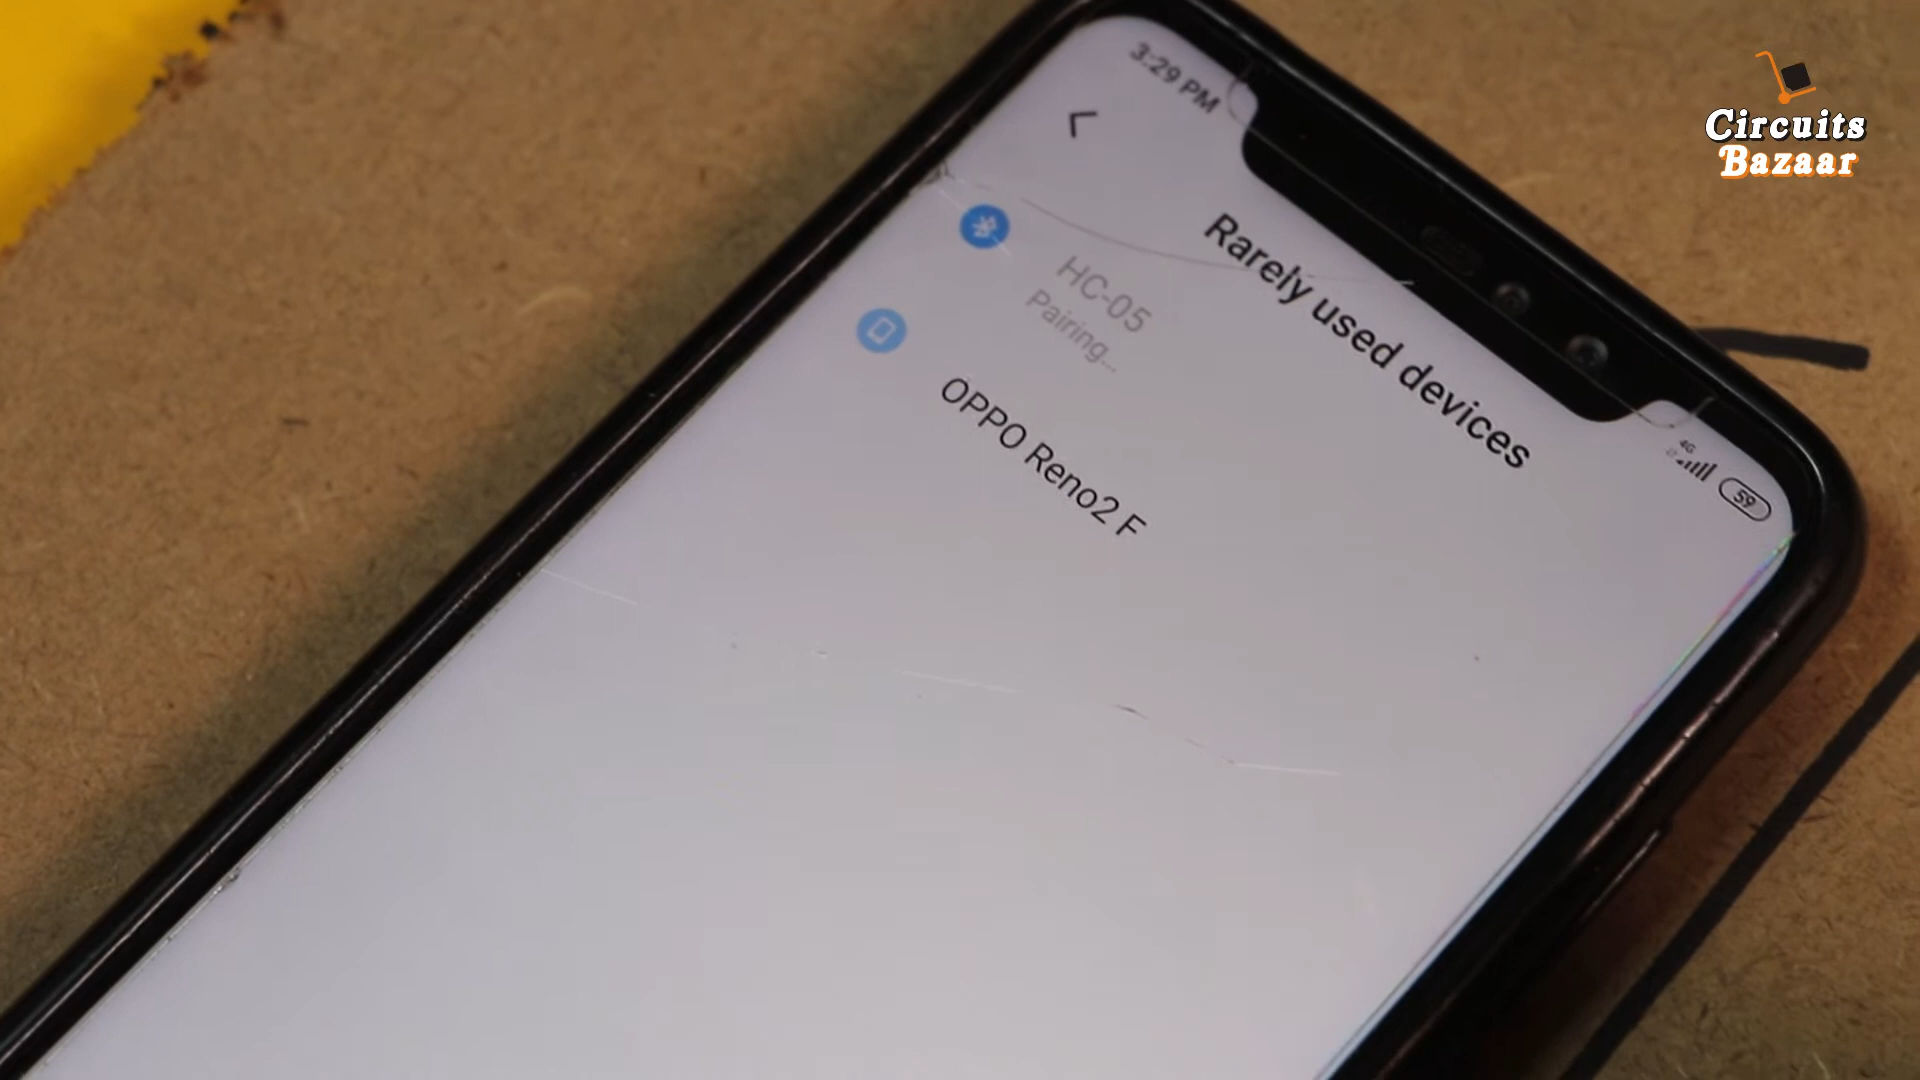 3:29 PM
4G
59
Rarely used devices
HC-05
Pairing...
OPPO Reno2 F
Circuits
Bazaar